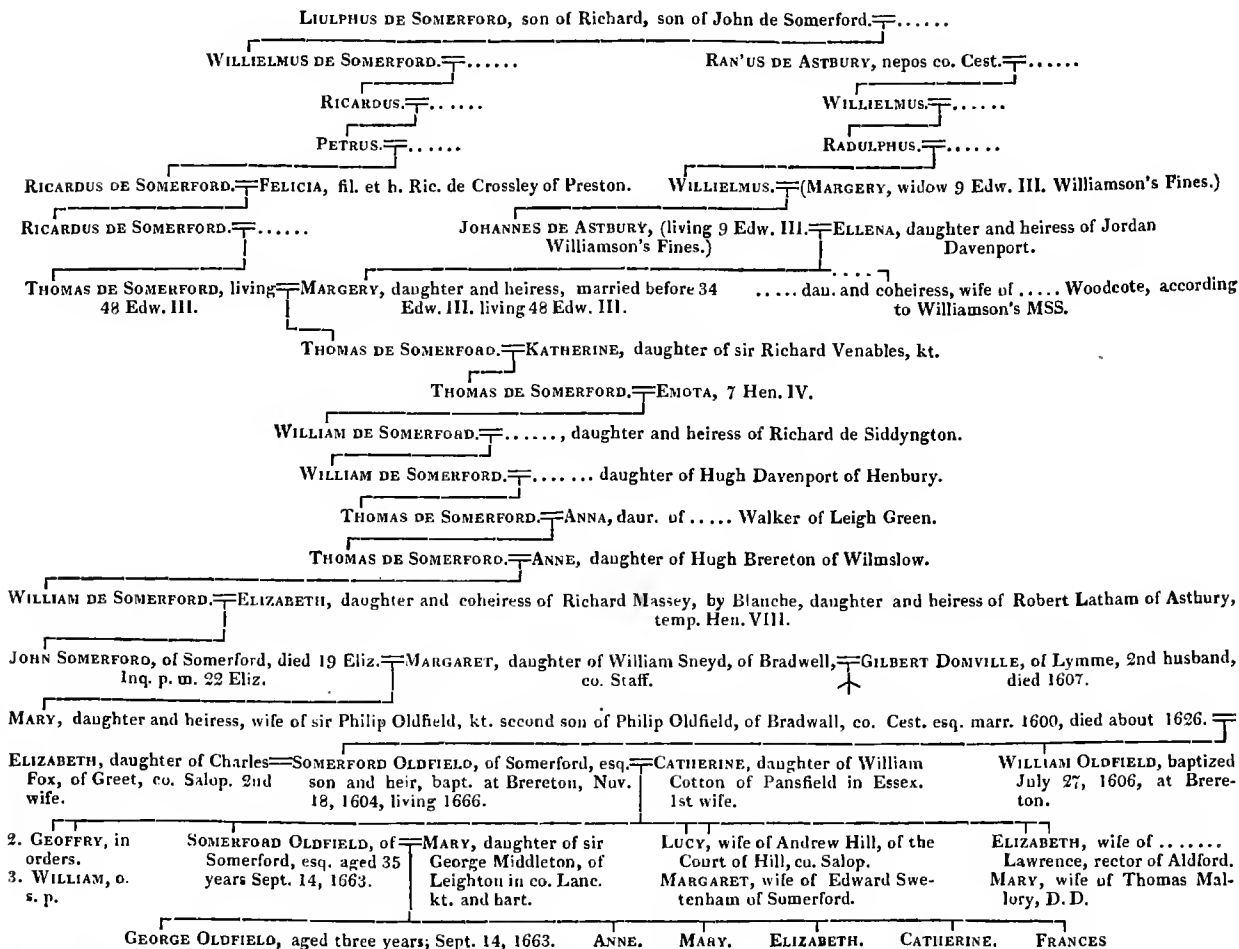 LIULPHUS DE SOMERFORD, son of Richard, son of John de Somerford.......
WILLIELMUS DE SOMERFORD....... RAN'US DE ASTBURY, nepos co. Cest.......
RICARDUS....... WILLIELMUS.......
PETRUS....... RADULPHUS.......
RICARDUS DE SOMERFORD. FELICIA, fil. et h. Ric. de Crossley of Preston. WILLIELMUS. (MARGERY, widow 9 Edw. III. Williamson's Fines.)
RICARDUS DE SOMERFORD....... JOHANNES DE ASTBURY, (living 9 Edw. III. ELLENA, daughter and heiress of Jordan
Williamson's Fines.) Davenport.
THOMAS DE SOMERFORD, living MARGERY, daughter and heiress, married before 34 ..... dau. and coheiress, wife of ..... Woodcote, according
48 Edw. III. Edw. III. living 48 Edw. III. to Williamson's MSS.
THOMAS DE SOMERFORD. KATHERINE, daughter of sir Richard Venables, kt.
THOMAS DE SOMERFORD. EMOTA, 7 Hen. IV.
WILLIAM DE SOMERFORD. ......, daughter and heiress of Richard de Siddyngton.
WILLIAM DE SOMERFORD. ...... daughter of Hugh Davenport of Henbury.
THOMAS DE SOMERFORD. ANNA, daur. of ..... Walker of Leigh Green.
THOMAS DE SOMERFORD. ANNE, daughter of Hugh Brereton of Wilmslow.
WILLIAM DE SOMERFORD. ELIZABETH, daughter and coheiress of Richard Massey, by Blanche, daughter and heiress of Robert Latham of Astbury,
temp. Hen. VIII.
JOHN SOMERFORD, of Somerford, died 19 Eliz. MARGARET, daughter of William Sneyd, of Bradwell, GILBERT DOMVILLE, of Lymme, 2nd husband,
Inq. p. m. 22 Eliz. co. Staff. died 1607.
MARY, daughter and heiress, wife of sir Philip Oldfield, kt. second son of Philip Oldfield, of Bradwall, co. Cest. esq. marr. 1600, died about 1626.
ELIZABETH, daughter of Charles SOMERFORD OLDFIELD, of Somerford, esq. CATHERINE, daughter of William WILLIAM OLDFIELD, baptized
Fox, of Greet, co. Salop. 2nd son and heir, bapt. at Brereton, Nov. Cotton of Pansfield in Essex. July 27, 1606, at Brere-
wife. 18, 1604, living 1666. 1st wife. ton.
2. GEOFFRY, in SOMERFORD OLDFIELD, of MARY, daughter of sir LUCY, wife of Andrew Hill, of the ELIZABETH, wife of .......
orders. Somerford, esq. aged 35 George Middleton, of Court of Hill, co. Salop. Lawrence, rector of Aldford.
3. WILLIAM, o. years Sept. 14, 1663. Leighton in co. Lanc. MARGARET, wife of Edward Swe- MARY, wife of Thomas Mal-
s. p. kt. and bart. tenham of Somerford. lory, D. D.
GEORGE OLDFIELD, aged three years; Sept. 14, 1663. ANNE. MARY. ELIZABETH. CATHERINE. FRANCES